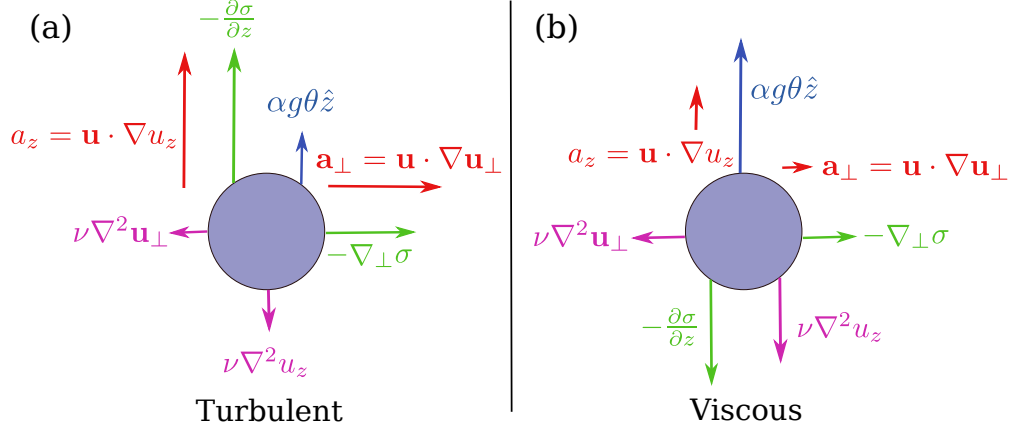 (a)
−∂σ/∂z
αgθẑ
a_z = u · ∇u_z
a_⊥ = u · ∇u_⊥
ν∇²u_⊥
−∇_⊥σ
ν∇²u_z
Turbulent
(b)
αgθẑ
a_z = u · ∇u_z
a_⊥ = u · ∇u_⊥
ν∇²u_⊥
−∇_⊥σ
−∂σ/∂z
ν∇²u_z
Viscous